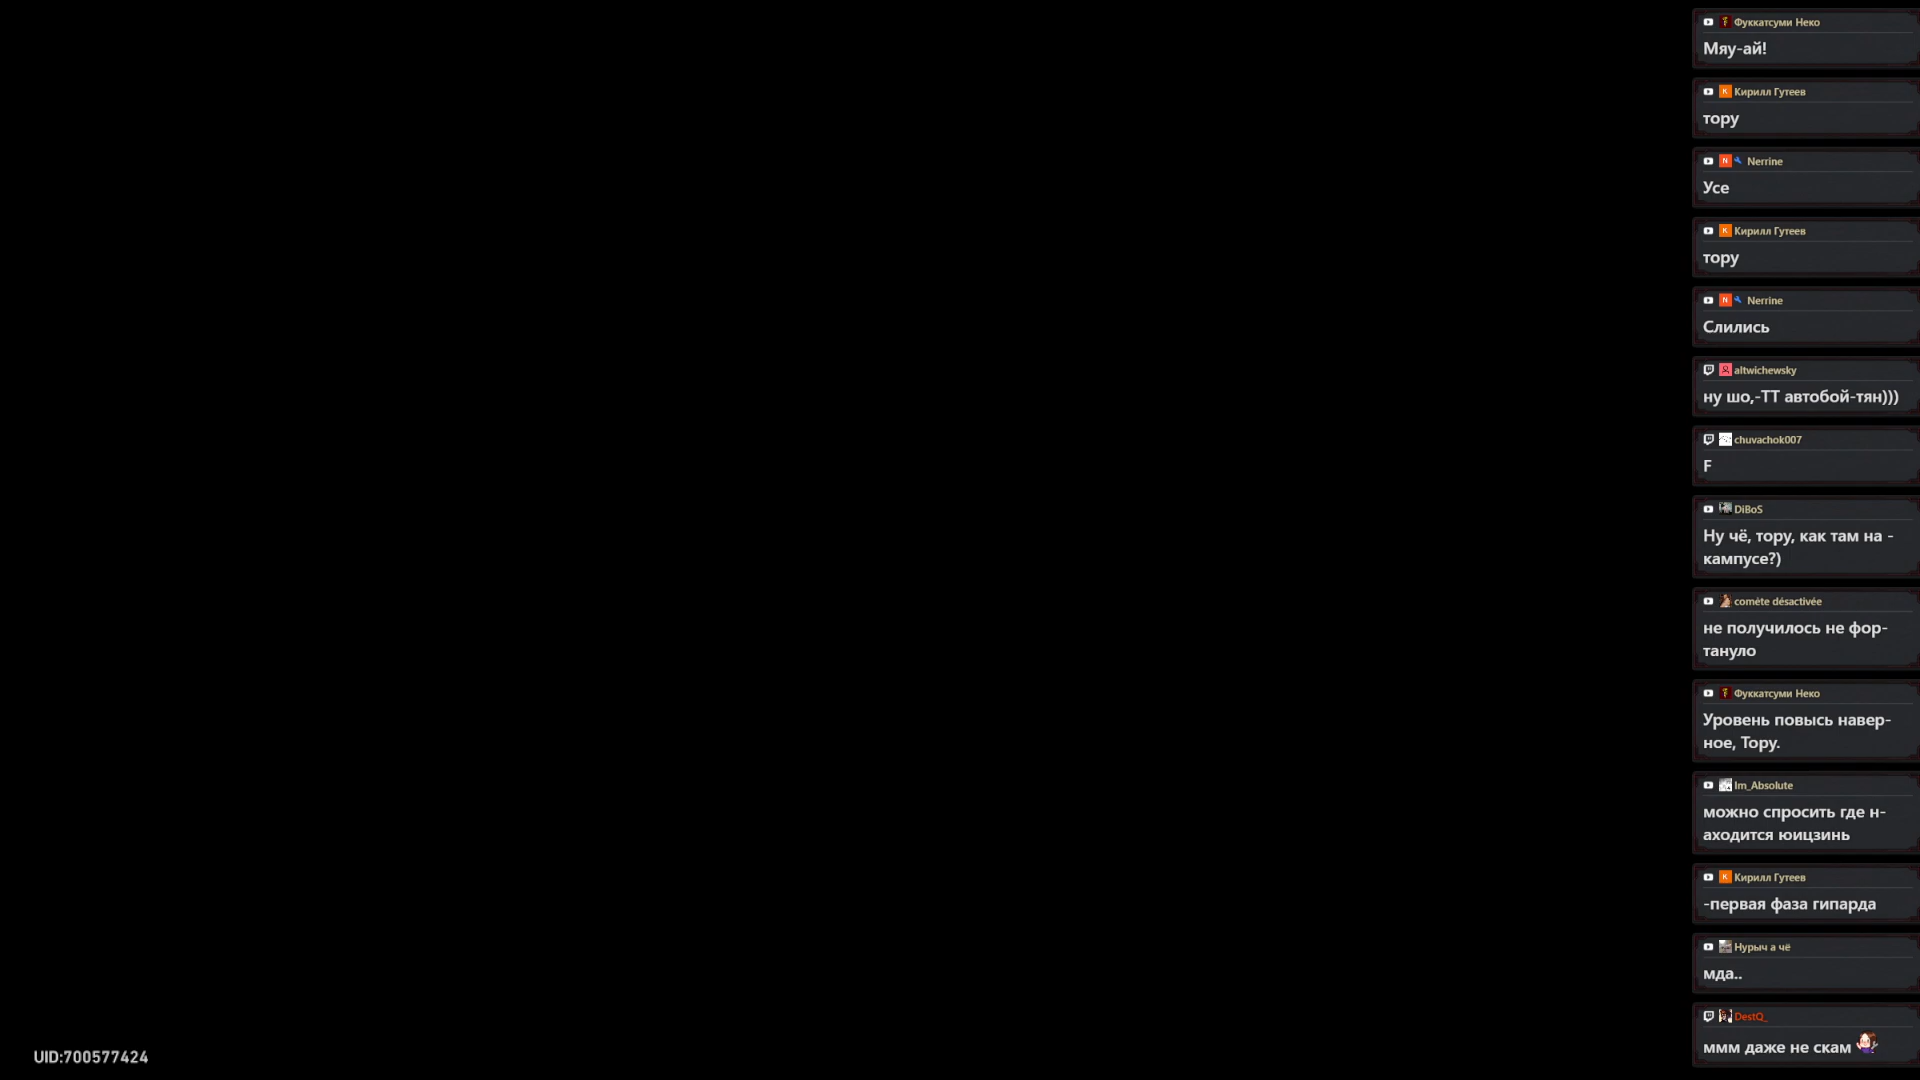 Фуккатсуми Неко
Мяу-ай!
Кирилл Гутеев
тору
Nerrine
Усе
Кирилл Гутеев
тору
Nerrine
Слились
altwichewsky
ну шо,-ТТ автобой-тян)))
chuvachok007
F
DiBoS
Ну чё, тору, как там на -
кампусе?)
comète désactivée
не получилось не фор-
тануло
Фуккатсуми Неко
Уровень повысь навер-
ное, Тору.
Im_Absolute
можно спросить где н-
аходится юицзинь
Кирилл Гутеев
-первая фаза гипарда
Нурыч а чё
мда..
DestQ_
ммм даже не скам
UID:700577424